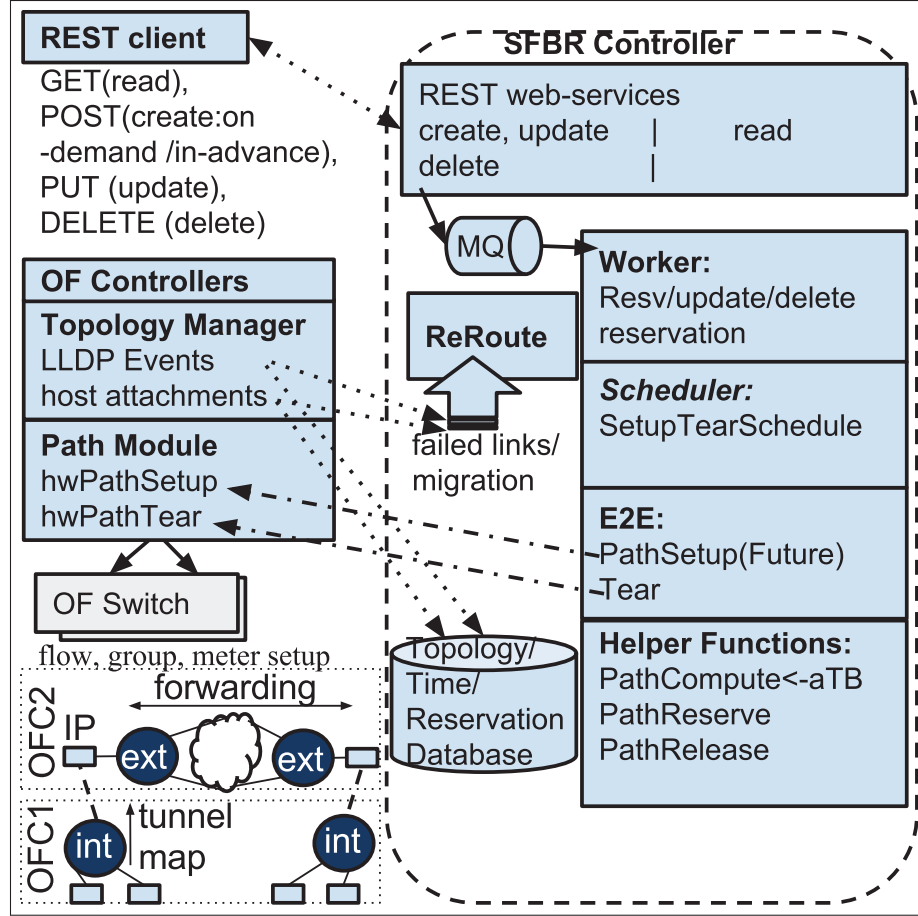 REST client
GET(read),
POST(create:on
-demand /in-advance),
PUT (update),
DELETE (delete)
SFBR Controller
REST web-services
create, update | read
delete |
MQ
OF Controllers
Topology Manager
LLDP Events
host attachments
Path Module
hwPathSetup
hwPathTear
OF Switch
flow, group, meter setup
ReRoute
failed links/
migration
Worker:
Resv/update/delete
reservation
Scheduler:
SetupTearSchedule
E2E:
PathSetup(Future)
Tear
Helper Functions:
PathCompute<-aTB
PathReserve
PathRelease
Topology/
Time/
Reservation
Database
OFC2
forwarding
IP
ext
ext
OFC1
tunnel
map
int
int